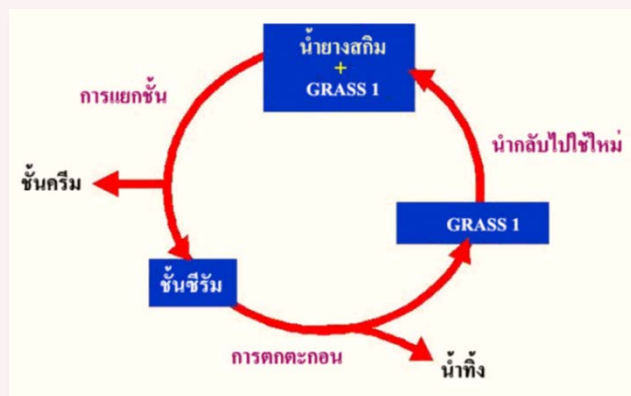 น้ำยางสกิม
+
GRASS 1
การแยกชั้น
นำกลับไปใช้ใหม่
ชั้นครีม
GRASS 1
ชั้นซีรัม
การตกตะกอน
น้ำทิ้ง